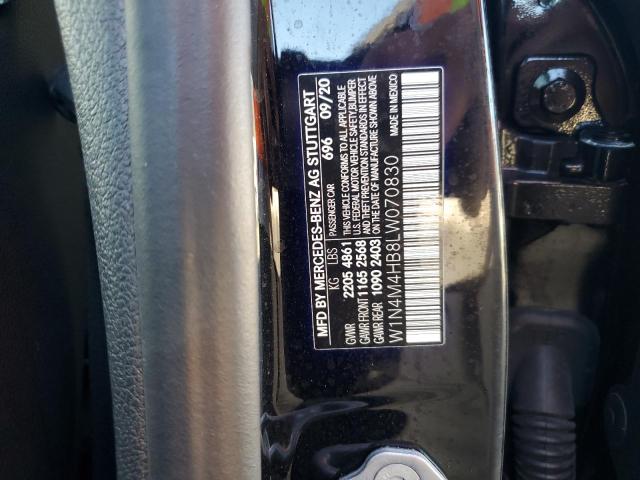 MFD BY MERCEDES-BENZ AG STUTTGART
PASSENGER CAR 696 09/20
KG LBS THIS VEHICLE CONFORMS TO ALL APPLICABLE
GVWR 2205 4861 U.S. FEDERAL MOTOR VEHICLE SAFETY,BUMPER
GAWR FRONT 1165 2568 AND THEFT PREVENTION STANDARDS IN EFFECT
GAWR REAR 1090 2403 ON THE DATE OF MANUFACTURE SHOWN ABOVE
MADE IN MEXICO
W1N4M4HB8LW070830